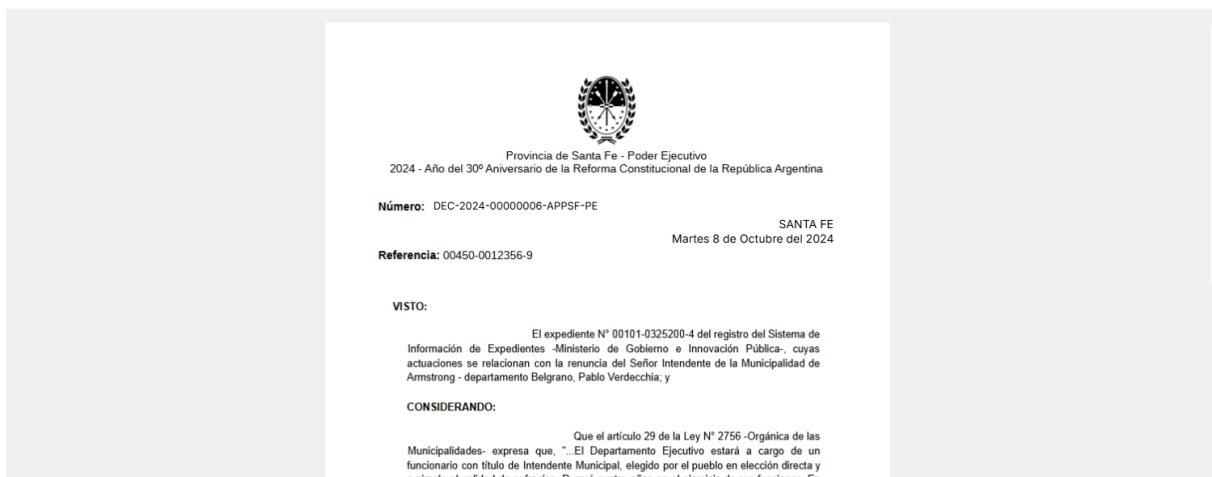 Provincia de Santa Fe - Poder Ejecutivo
2024 - Año del 30º Aniversario de la Reforma Constitucional de la República Argentina
Número: DEC-2024-00000006-APPSF-PE
SANTA FE
Martes 8 de Octubre del 2024
Referencia: 00450-0012356-9
VISTO:
El expediente N° 00101-0325200-4 del registro del Sistema de
Información de Expedientes -Ministerio de Gobierno e Innovación Pública-, cuyas
actuaciones se relacionan con la renuncia del Señor Intendente de la Municipalidad de
Armstrong - departamento Belgrano, Pablo Verdecchia; y
CONSIDERANDO:
Que el artículo 29 de la Ley N° 2756 -Orgánica de las
Municipalidades- expresa que, "...El Departamento Ejecutivo estará a cargo de un
funcionario con título de Intendente Municipal, elegido por el pueblo en elección directa y